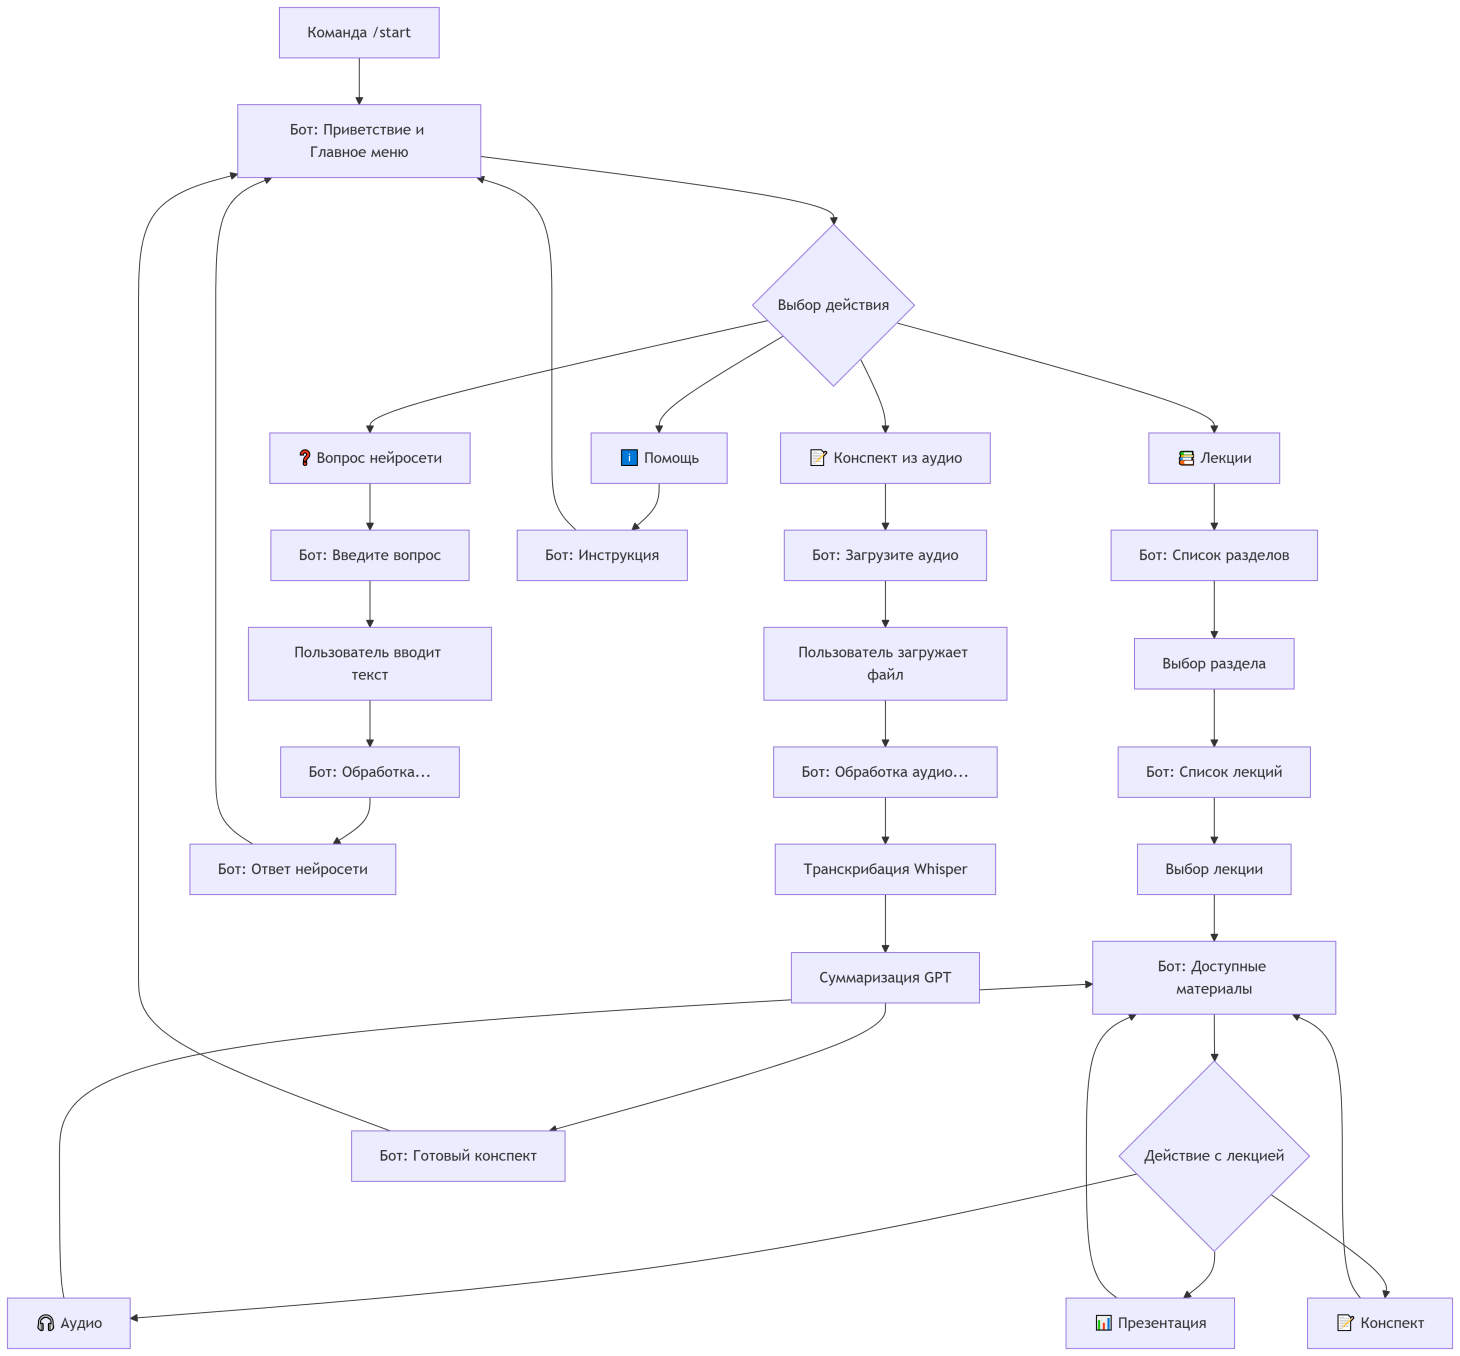 Команда /start
Бот: Приветствие и
Главное меню
Выбор действия
❓ Вопрос нейросети
ℹ️ Помощь
📝 Конспект из аудио
📚 Лекции
Бот: Введите вопрос
Бот: Инструкция
Бот: Загрузите аудио
Бот: Список разделов
Пользователь вводит
текст
Пользователь загружает
файл
Выбор раздела
Бот: Обработка...
Бот: Обработка аудио...
Бот: Список лекций
Бот: Ответ нейросети
Транскрибация Whisper
Выбор лекции
Суммаризация GPT
Бот: Доступные
материалы
Бот: Готовый конспект
Действие с лекцией
🎧 Аудио
📊 Презентация
📝 Конспект